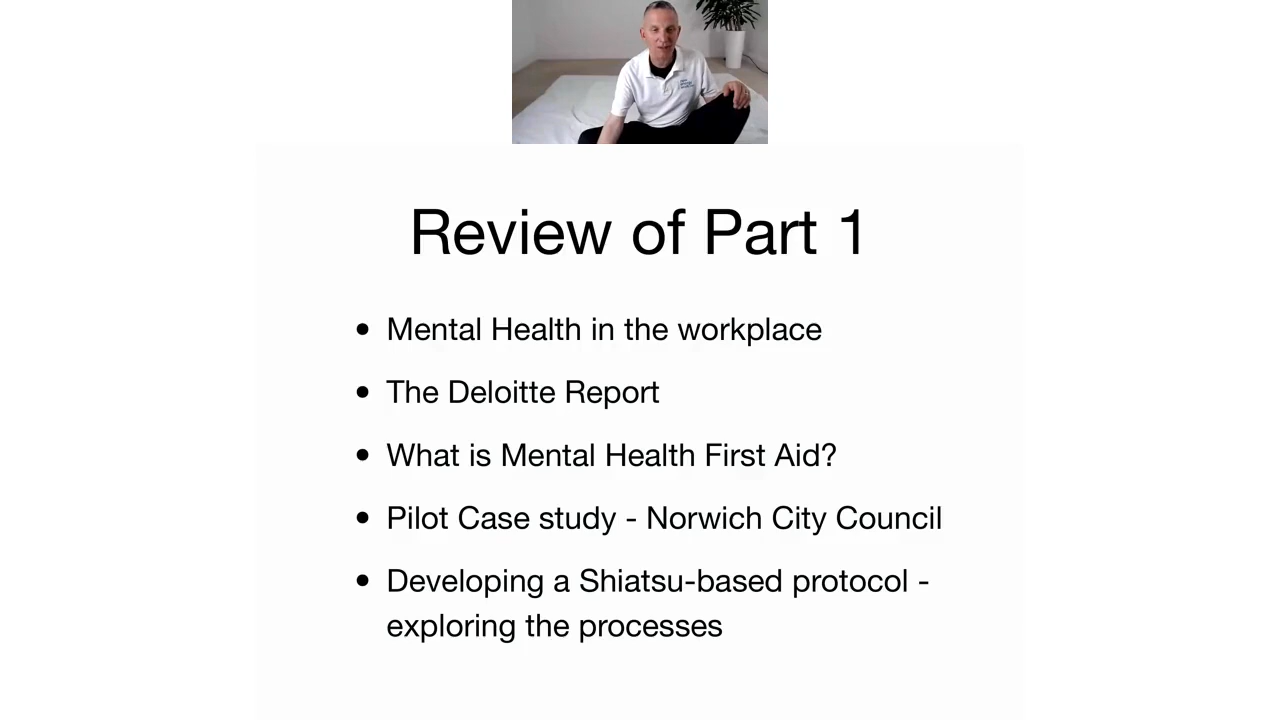 Review of Part 1
• Mental Health in the workplace
• The Deloitte Report
• What is Mental Health First Aid?
• Pilot Case study - Norwich City Council
• Developing a Shiatsu-based protocol -
exploring the processes